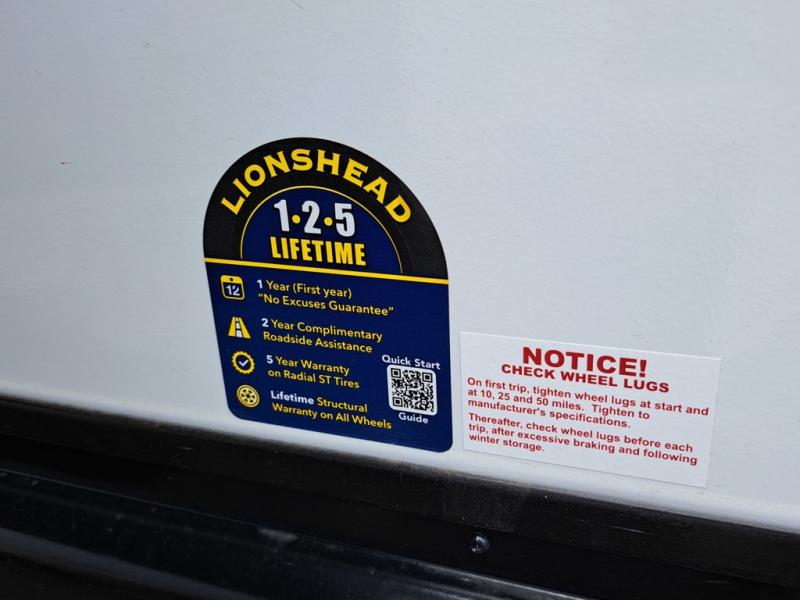 LIONSHEAD
1•2•5
LIFETIME
12
1 Year (First year)
"No Excuses Guarantee"
2 Year Complimentary
Roadside Assistance
5 Year Warranty
on Radial ST Tires
Lifetime Structural
Warranty on All Wheels
Quick Start
Guide
NOTICE!
CHECK WHEEL LUGS
On first trip, tighten wheel lugs at start and
at 10, 25 and 50 miles. Tighten to
manufacturer's specifications.
Thereafter, check wheel lugs before each
trip, after excessive braking and following
winter storage.